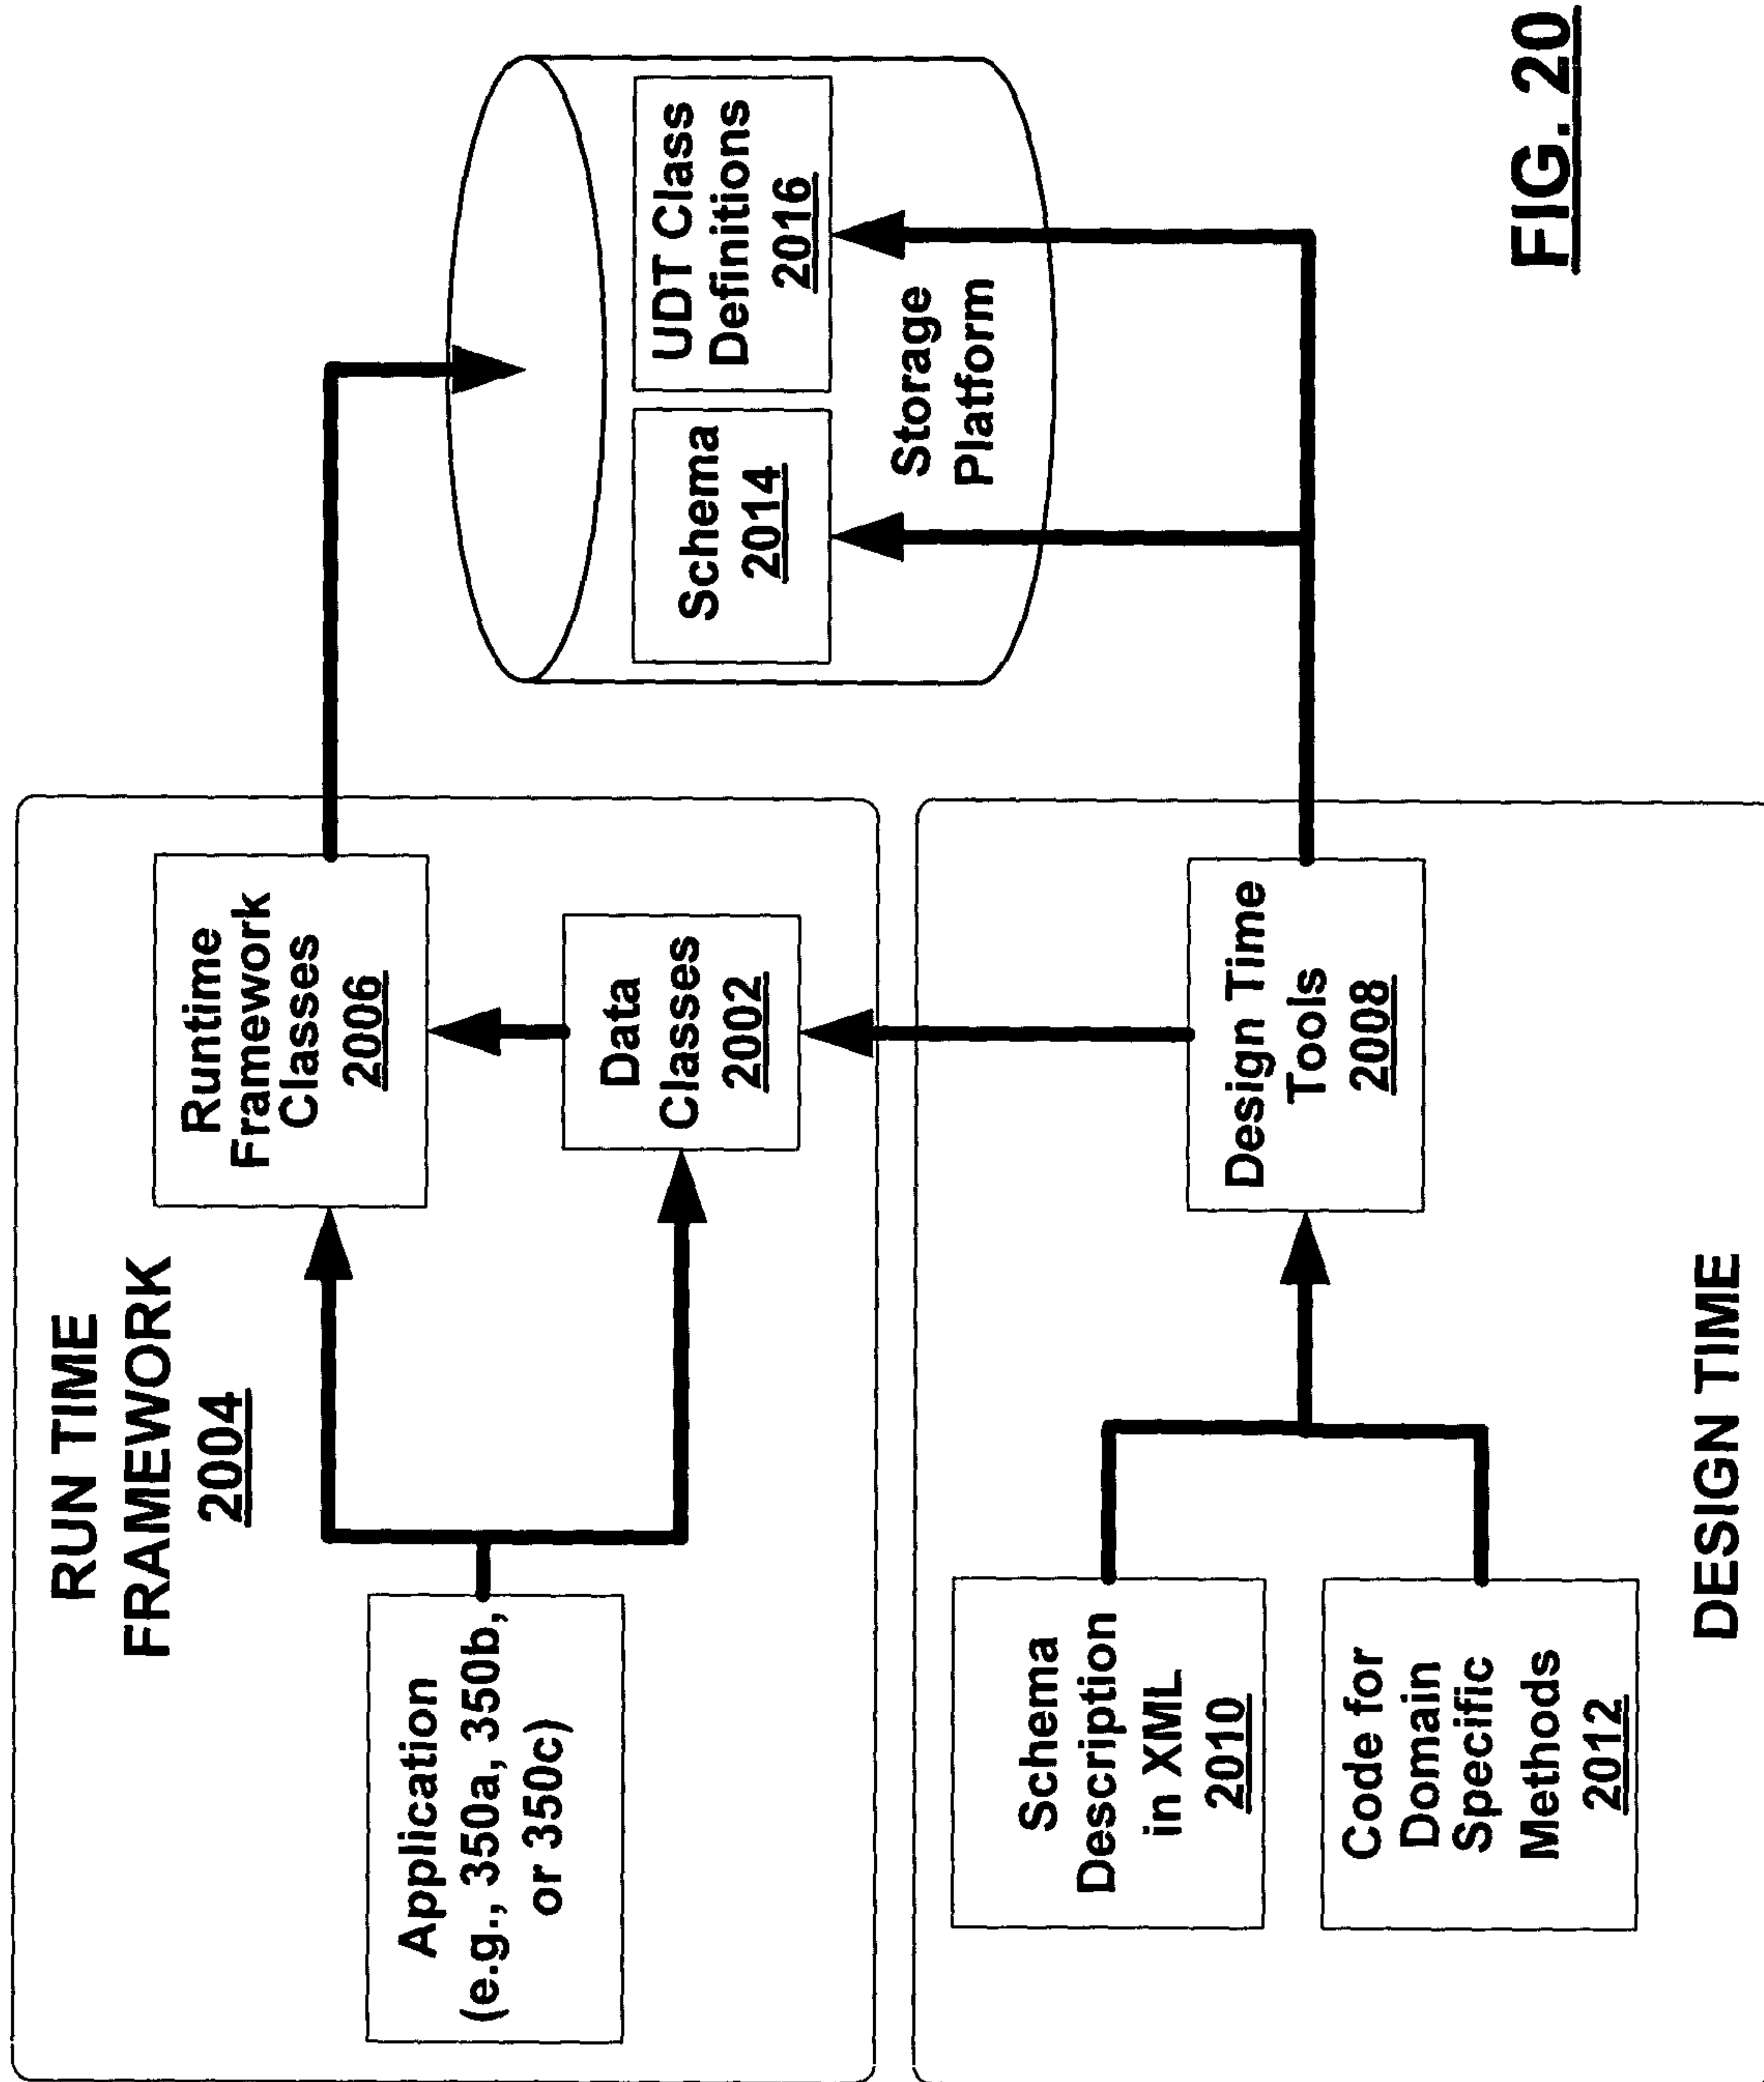 RUN TIME
FRAMEWORK
2004
Application
(e.g., 350a, 350b,
or 350c)
Runtime
Framework
Classes
2006
Data
Classes
2002
Schema
2014
UDT Class
Definitions
2016
Storage
Platform
Schema
Description
in XML
2010
Code for
Domain
Specific
Methods
2012
Design Time
Tools
2008
DESIGN TIME
FIG. 20